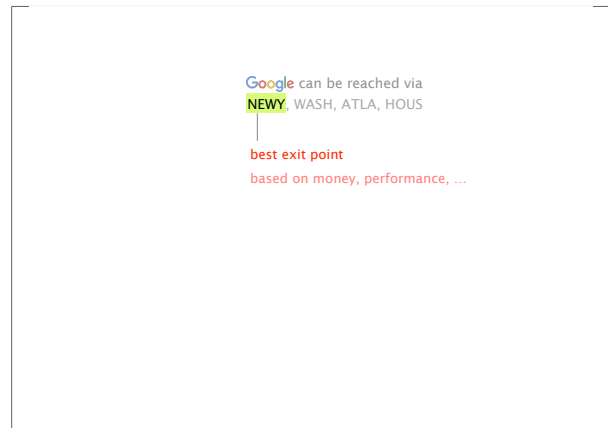 Google can be reached via
NEWY, WASH, ATLA, HOUS
best exit point
based on money, performance, …